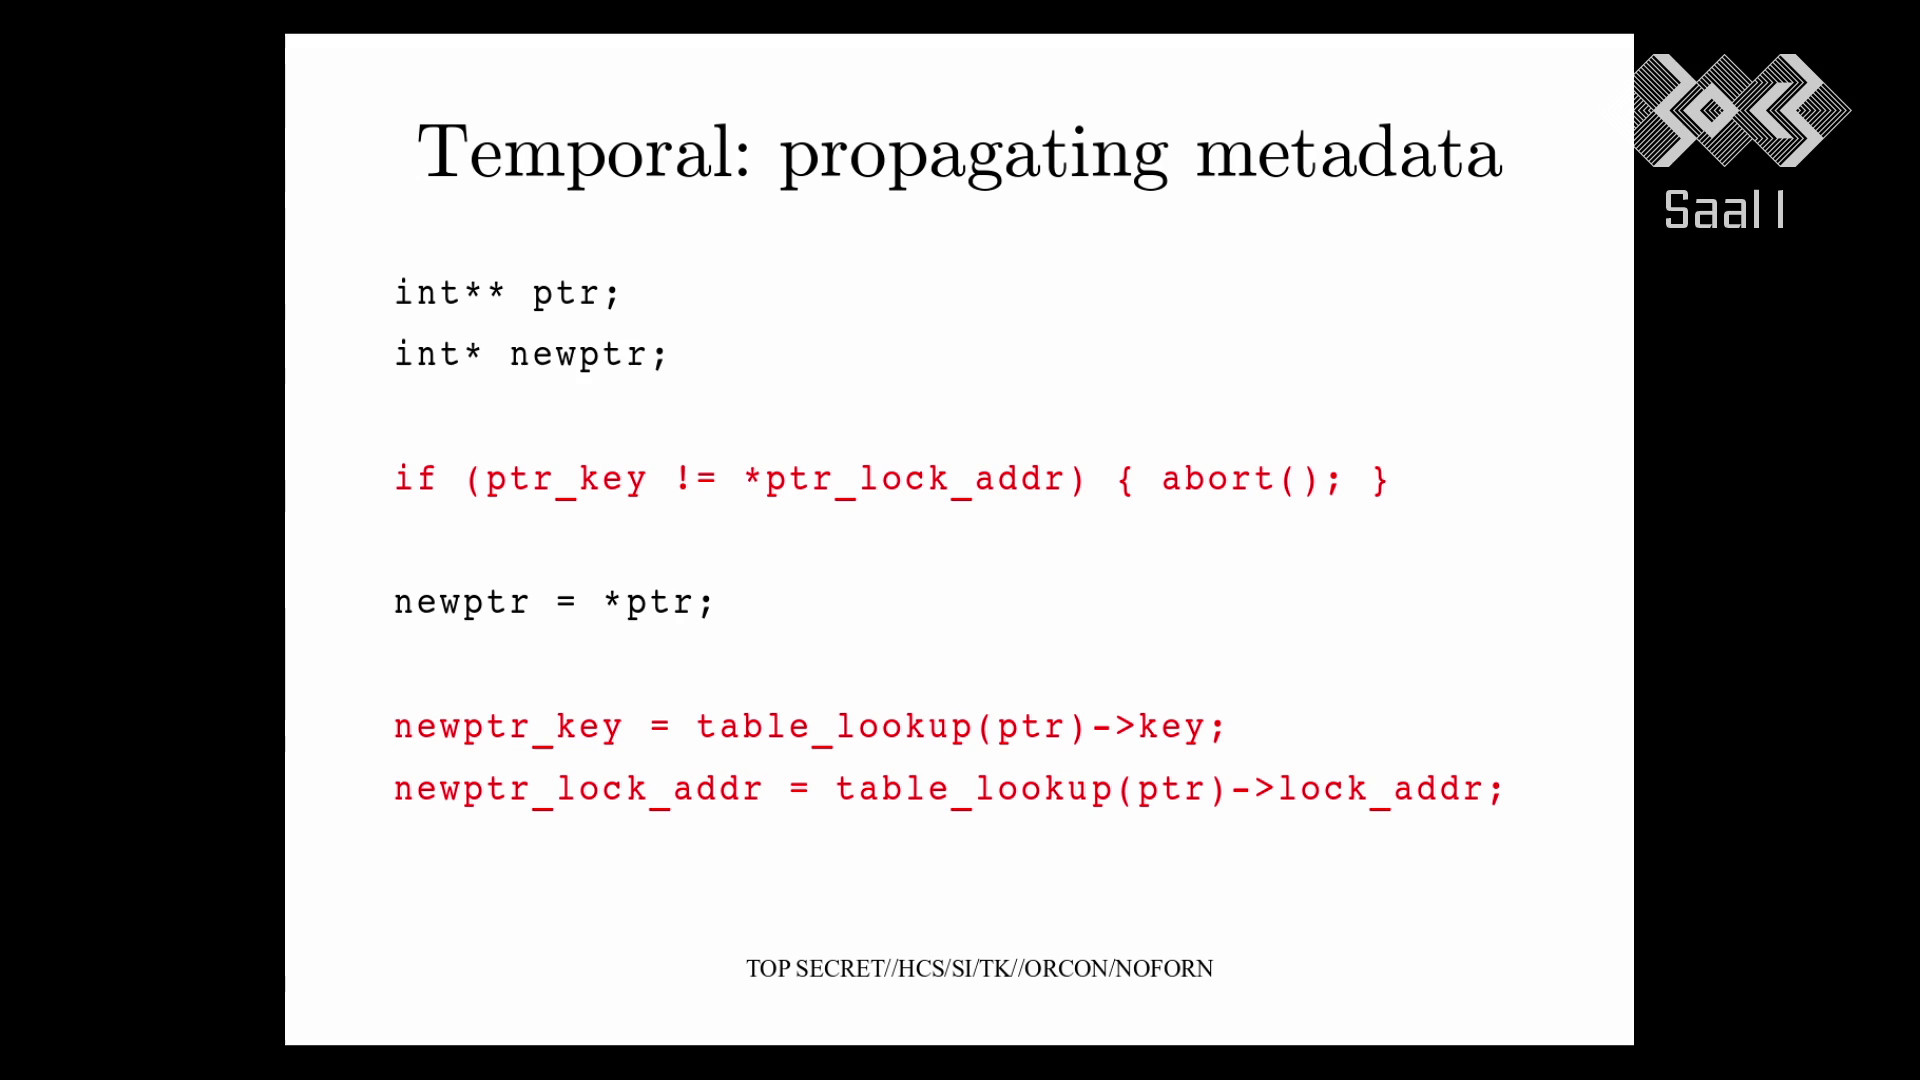 Temporal: propagating metadata
Saal 1
int** ptr;
int* newptr;
if (ptr_key != *ptr_lock_addr) { abort(); }
newptr = *ptr;
newptr_key = table_lookup(ptr)->key;
newptr_lock_addr = table_lookup(ptr)->lock_addr;
TOP SECRET//HCS/SI/TK//ORCON/NOFORN